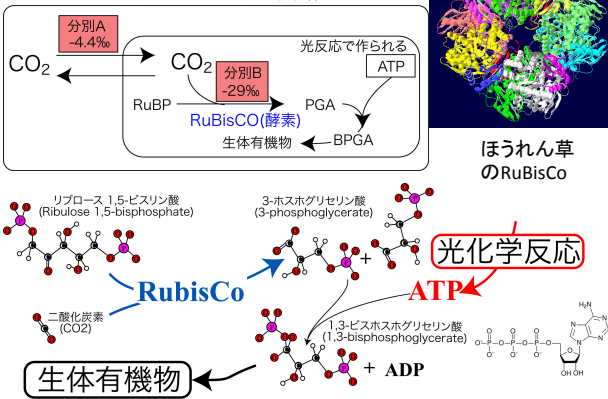 分別A
-4.4‰
CO2
CO2
分別B
-29‰
光反応で作られる
ATP
RuBP
PGA
RuBisCO(酵素)
生体有機物
BPGA
ほうれん草
のRuBisCo
リブロース 1,5-ビスリン酸
(Ribulose 1,5-bisphosphate)
3-ホスホグリセリン酸
(3-phosphoglycerate)
+
光化学反応
RubisCo
ATP
二酸化炭素
(CO2)
1,3-ビスホスホグリセリン酸
(1,3-bisphosphoglycerate)
生体有機物
+ ADP